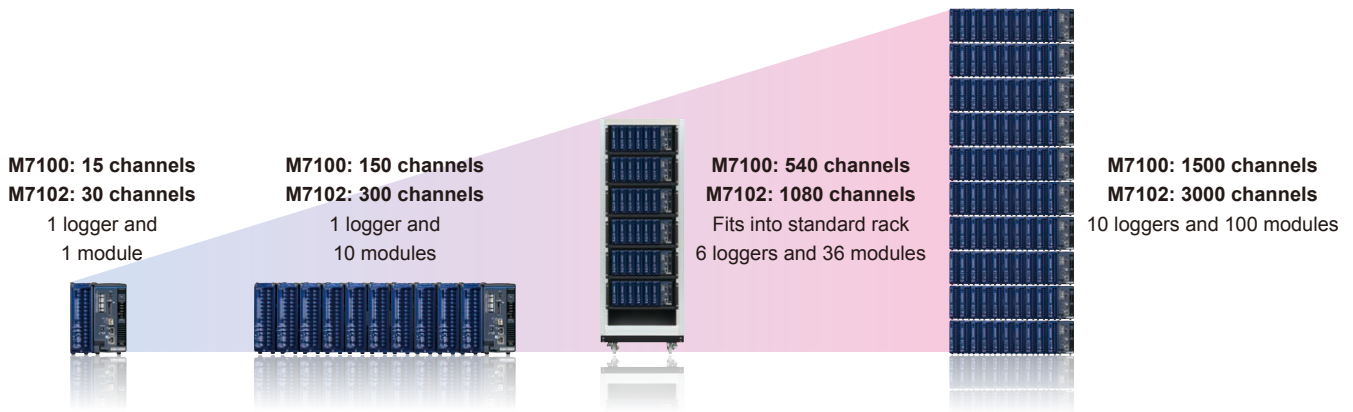 M7100: 15 channels
M7102: 30 channels
1 logger and
1 module
M7100: 150 channels
M7102: 300 channels
1 logger and
10 modules
M7100: 540 channels
M7102: 1080 channels
Fits into standard rack
6 loggers and 36 modules
M7100: 1500 channels
M7102: 3000 channels
10 loggers and 100 modules